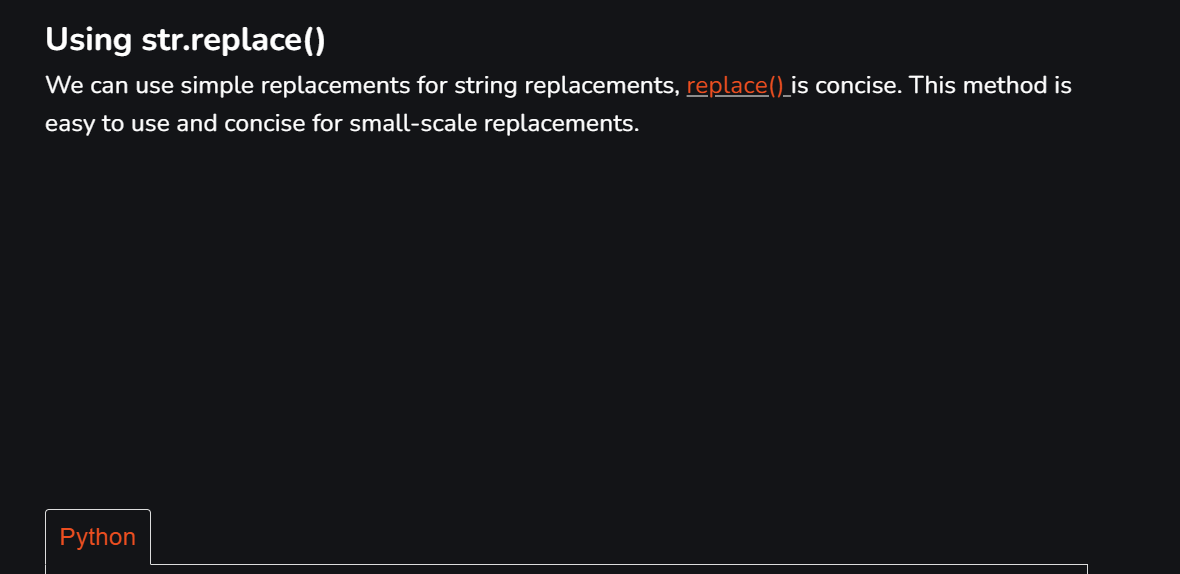 Using str.replace()
We can use simple replacements for string replacements, replace() is concise. This method is
easy to use and concise for small-scale replacements.
Python